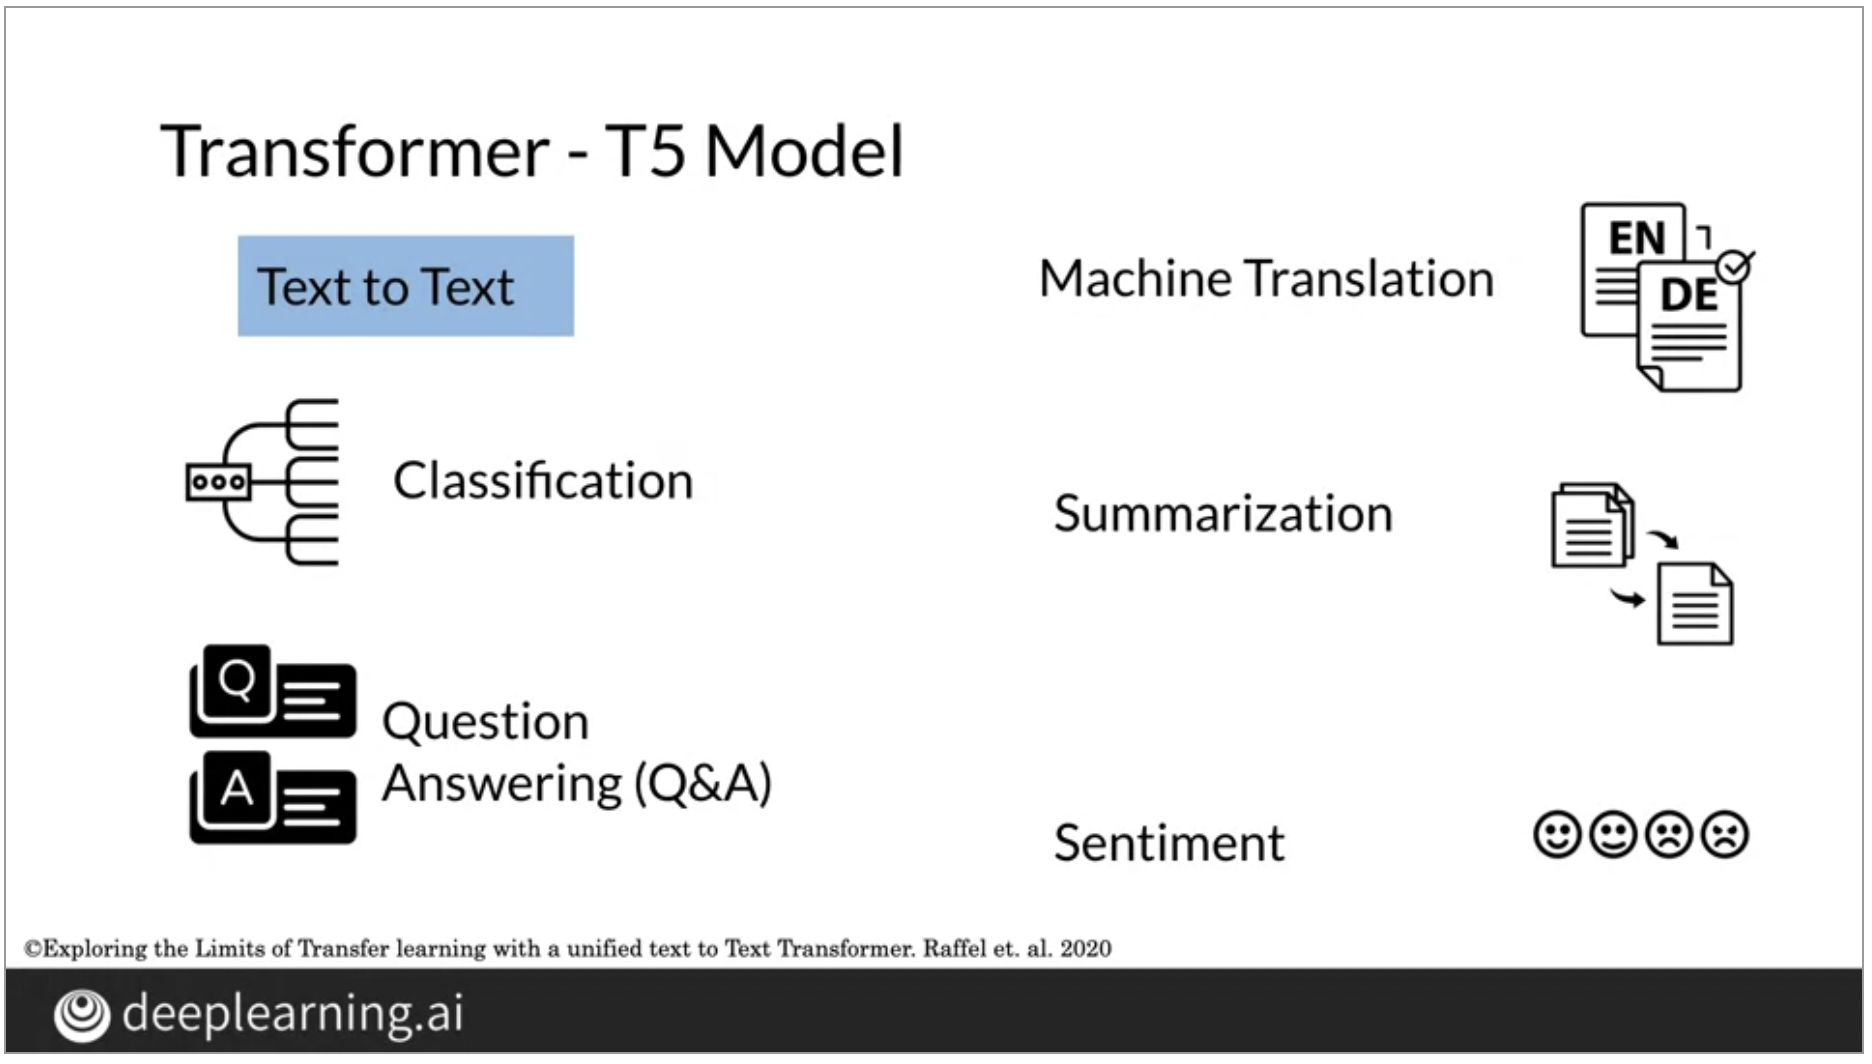 Transformer - T5 Model
Text to Text
Classification
Q
A
Question
Answering (Q&A)
Machine Translation
EN
DE
Summarization
Sentiment
©Exploring the Limits of Transfer learning with a unified text to Text Transformer. Raffel et. al. 2020
deeplearning.ai